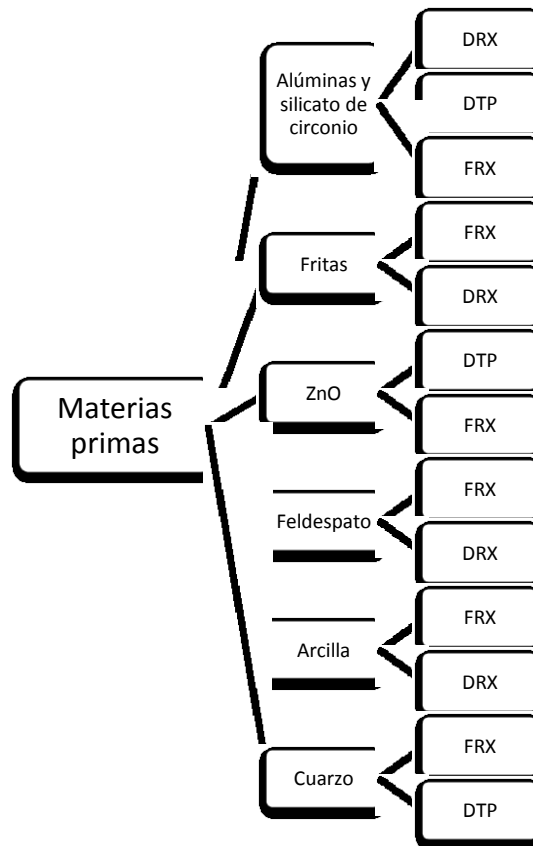 Materias
primas
Alúminas y
silicato de
circonio
DRX
DTP
FRX
Fritas
FRX
DRX
ZnO
DTP
FRX
Feldespato
FRX
DRX
Arcilla
FRX
DRX
Cuarzo
FRX
DTP